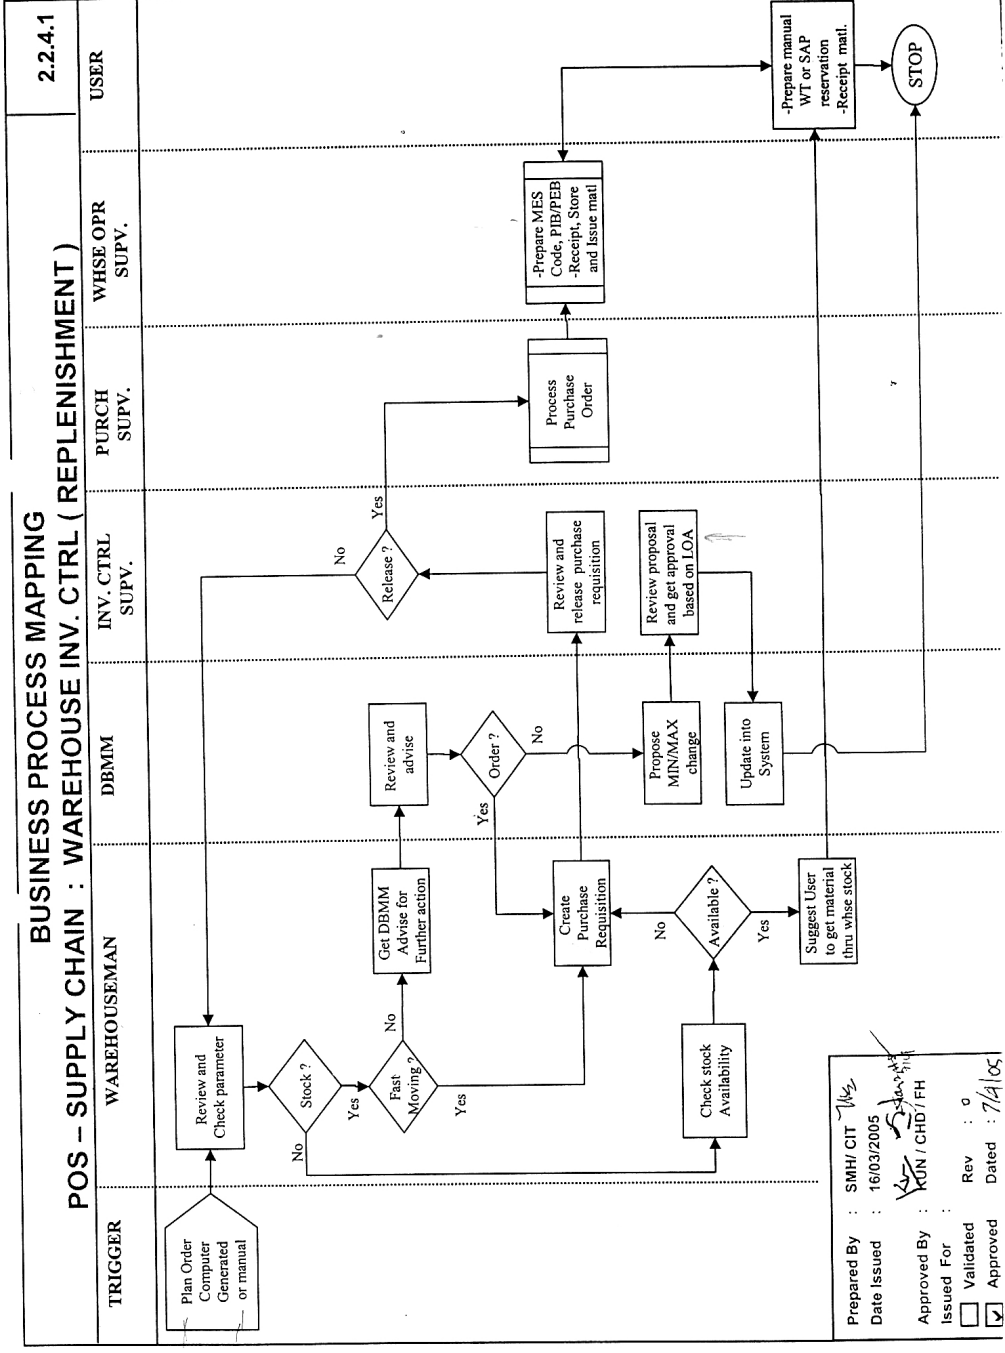 2.2.4.1
BUSINESS PROCESS MAPPING
POS – SUPPLY CHAIN : WAREHOUSE INV. CTRL ( REPLENISHMENT )
TRIGGER
WAREHOUSEMAN
DBMM
INV. CTRL
SUPV.
PURCH
SUPV.
WHSE OPR
SUPV.
USER
Plan Order
Computer
Generated
or manual
Review and
Check parameter
Stock ?
No
Yes
Fast
Moving ?
No
Yes
Get DBMM
Advise for
Further action
Review and
advise
Order ?
Yes
No
Create
Purchase
Requisition
Review and
release purchase
requisition
Release ?
No
Yes
Process
Purchase
Order
-Prepare MES
Code, PIB/PEB
-Receipt, Store
and Issue matl
-Prepare manual
WT or SAP
reservation
-Receipt matl.
STOP
Propose
MIN/MAX
change
Review proposal
and get approval
based on LOA
Update into
System
Check stock
Availability
Available ?
No
Yes
Suggest User
to get material
thru whse stock
Prepared By : SMH/ CIT
Date Issued : 16/03/2005
Approved By : KUN / CHD / FH
Issued For :
Validated Rev : 0
Approved Dated : 7/4/05